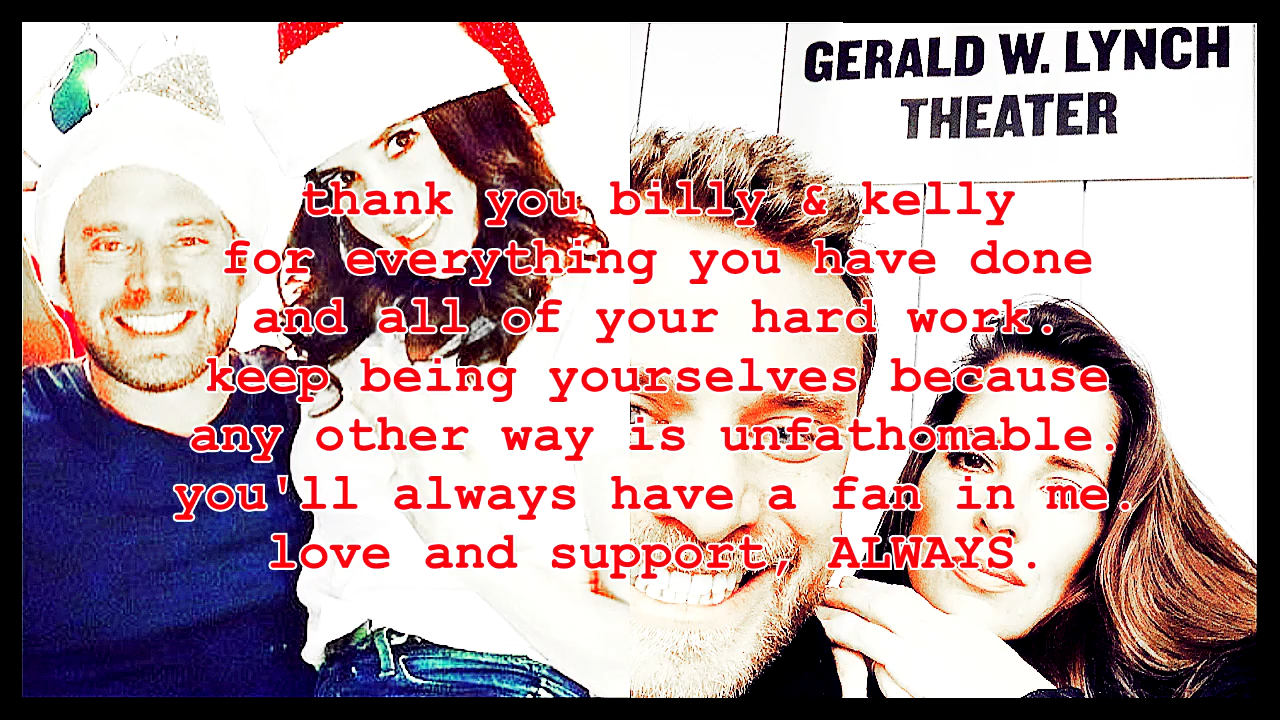 GERALD W. LYNCH
THEATER
thank you billy & kelly
for everything you have done
and all of your hard work.
keep being yourselves because
any other way is unfathomable.
you'll always have a fan in me.
love and support, ALWAYS.